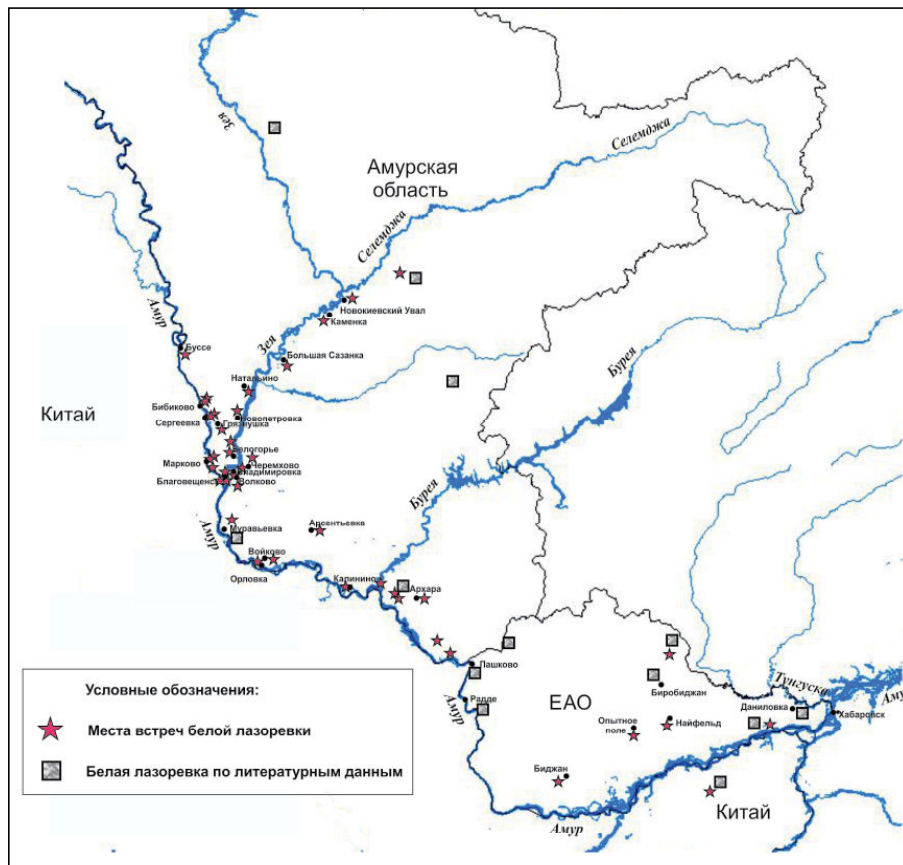 Зея
Селемджа
Амурская
область
Селемджа
Новокиевский Увал
Каменка
Амур
Зея
Буссе
Большая Сазанка
Бурея
Натальино
Китай
Бибиково
Новопетровка
Сергеевка
Грязнушка
Белогорье
Марково
Черемхово
Владимировка
Благовещенск
Волково
Бурея
Муравьевка
Арсентьевка
Амур
Войково
Орловка
Калинино
Архара
Пашково
Тунгуска
Биробиджан
ЕАО
Радде
Амур
Даниловка
Хабаровск
Опытное
поле
Найфельд
Биджан
Китай
Амур
Условные обозначения:
Места встреч белой лазоревки
Белая лазоревка по литературным данным